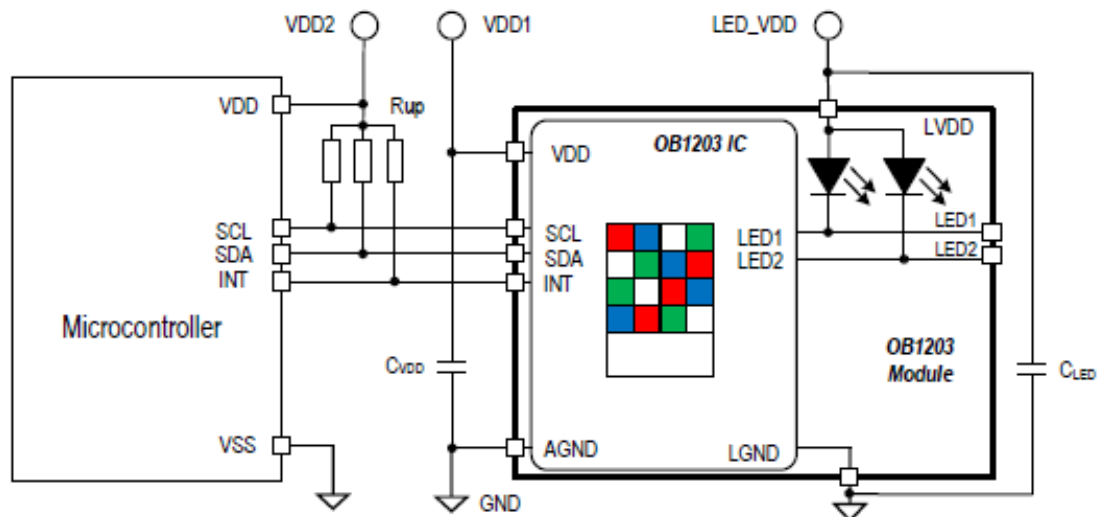 VDD2
VDD1
LED_VDD
VDD
Rup
OB1203 IC
LVDD
VDD
SCL
SDA
INT
SCL
SDA
INT
LED1
LED2
LED1
LED2
Microcontroller
CVDD
OB1203
Module
CLED
VSS
AGND
LGND
GND